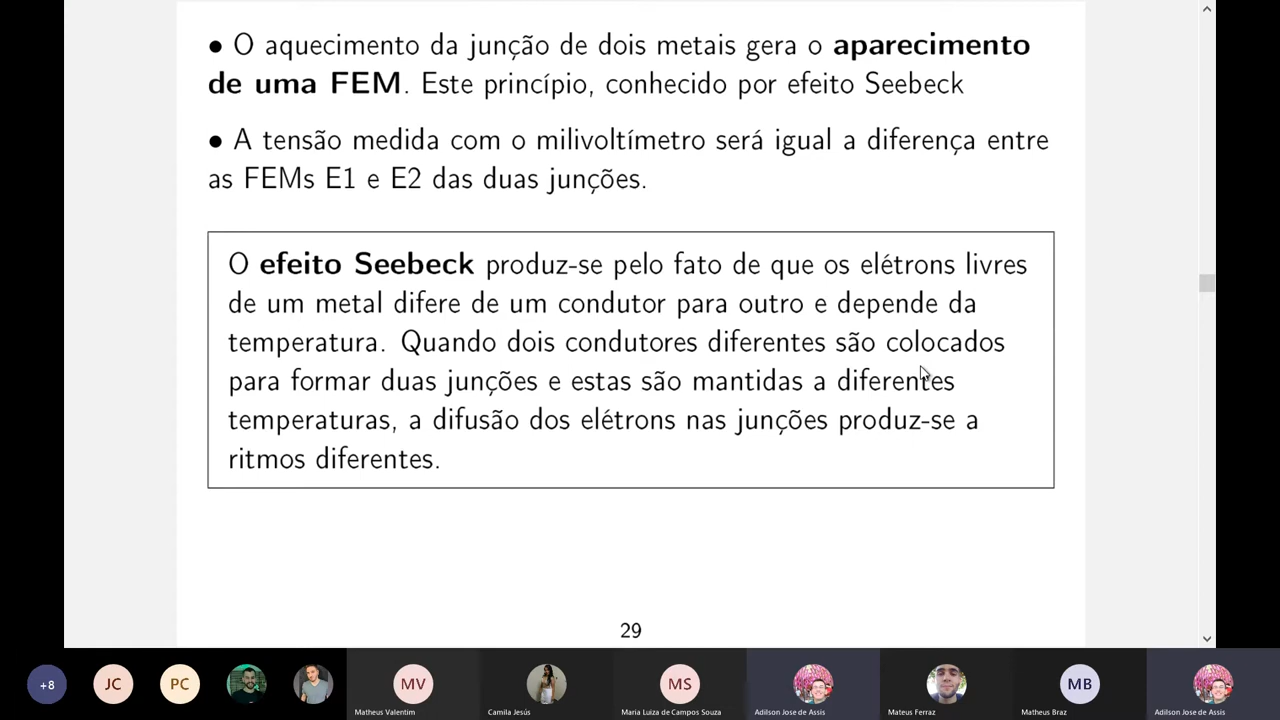 • O aquecimento da junção de dois metais gera o aparecimento
de uma FEM. Este princípio, conhecido por efeito Seebeck
• A tensão medida com o milivoltímetro será igual a diferença entre
as FEMs E1 e E2 das duas junções.
O efeito Seebeck produz-se pelo fato de que os elétrons livres
de um metal difere de um condutor para outro e depende da
temperatura. Quando dois condutores diferentes são colocados
para formar duas junções e estas são mantidas a diferentes
temperaturas, a difusão dos elétrons nas junções produz-se a
ritmos diferentes.
29
+8
JC
PC
MV
MS
MB
Matheus Valentim
Camila Jesús
Maria Luiza de Campos Souza
Adilson Jose de Assis
Mateus Ferraz
Matheus Braz
Adilson Jose de Assis